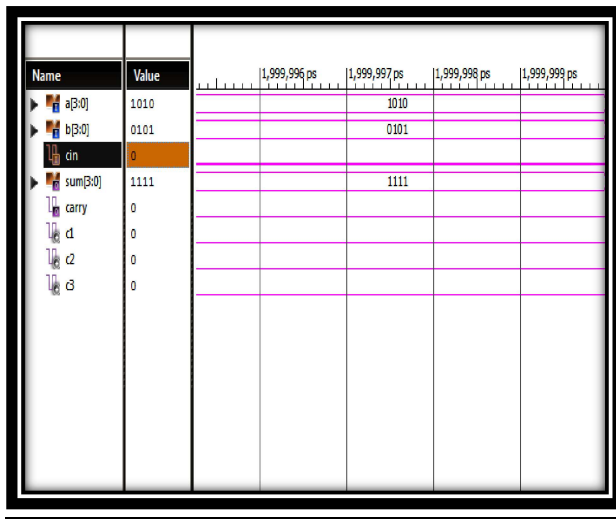 Name Value 1,999,996 ps 1,999,997 ps 1,999,998 ps 1,999,999 ps
a[3:0] 1010 1010
b[3:0] 0101 0101
cin 0
sum[3:0] 1111 1111
carry 0
c1 0
c2 0
c3 0